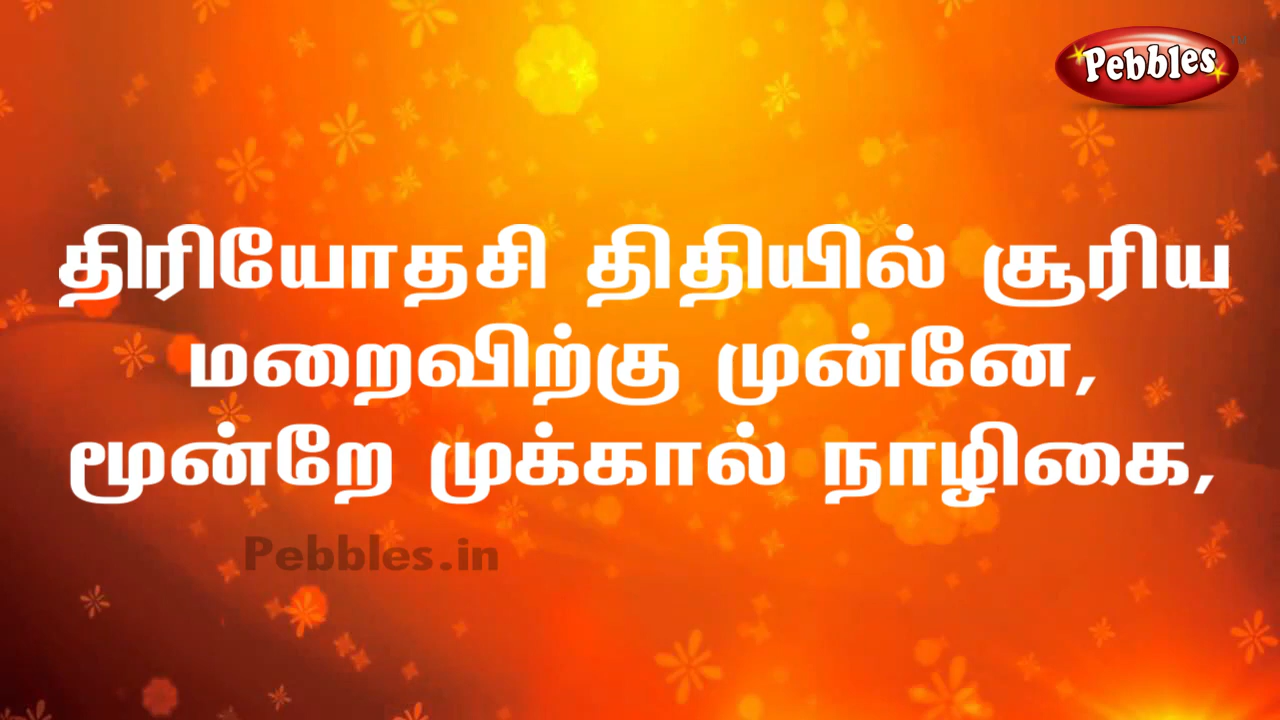 Pebbles
திரியோதசி திதியில் சூரிய
மறைவிற்கு முன்னே,
மூன்றே முக்கால் நாழிகை,
Pebbles.in